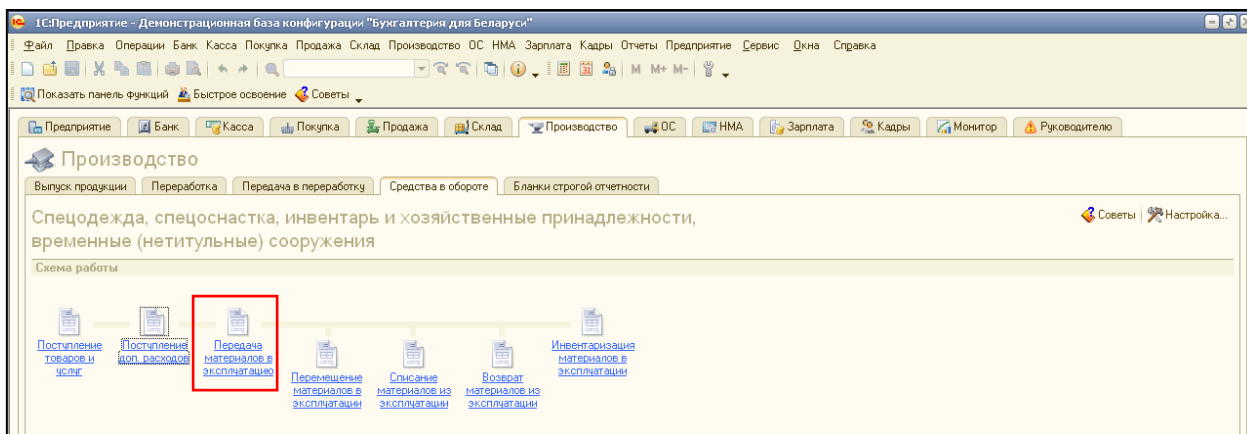 1С:Предприятие - Демонстрационная база конфигурации "Бухгалтерия для Беларуси"
Файл Правка Операции Банк Касса Покупка Продажа Склад Производство ОС НМА Зарплата Кадры Отчеты Предприятие Сервис Окна Справка
M M+ M-
Показать панель функций Быстрое освоение Советы
Предприятие Банк Касса Покупка Продажа Склад Производство ОС НМА Зарплата Кадры Монитор Руководителю
Производство
Выпуск продукции Переработка Передача в переработку Средства в обороте Бланки строгой отчетности
Спецодежда, спецоснастка, инвентарь и хозяйственные принадлежности,
временные (нетитульные) сооружения
Советы Настройка...
Схема работы
Поступление
товаров и
услуг
Поступление
доп. расходов
Передача
материалов в
эксплуатацию
Перемещение
материалов в
эксплуатации
Списание
материалов из
эксплуатации
Возврат
материалов из
эксплуатации
Инвентаризация
материалов в
эксплуатации